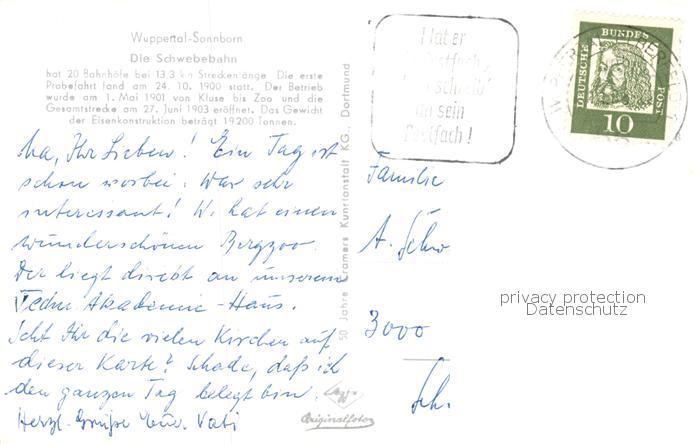 Wuppertal-Sonnborn
Die Schwebebahn
hat 20 Bahnhöfe bei 13,3 km Streckenlänge. Die erste
Probefahrt fand am 24. 10. 1900 statt. Der Betrieb
wurde am 1. Mai 1901 von Kluse bis Zoo und die
Gesamtstrecke am 27. Juni 1903 eröffnet. Das Gewicht
der Eisenkonstruktion beträgt 19200 Tonnen.
Na, Ihr Lieben! Ein Tag ist
schon vorbei. War sehr
interessant! W. hat einen
wunderschönen Bergzoo.
Der liegt direkt an unserem
Techn. Akademie-Haus.
Seht Ihr die vielen Kirchen auf
dieser Karte? Schade, daß ich
den ganzen Tag belegt bin.
Herzl. Grüße Euer Vati
50 Jahre Cramers Kunstanstalt KG, Dortmund
Agfa
Originalfoto
Hat er
Postfach,
schreib'
an sein
Postfach!
DEUTSCHE BUNDESPOST
10
Familie
A.
3000
privacy protection
Datenschutz